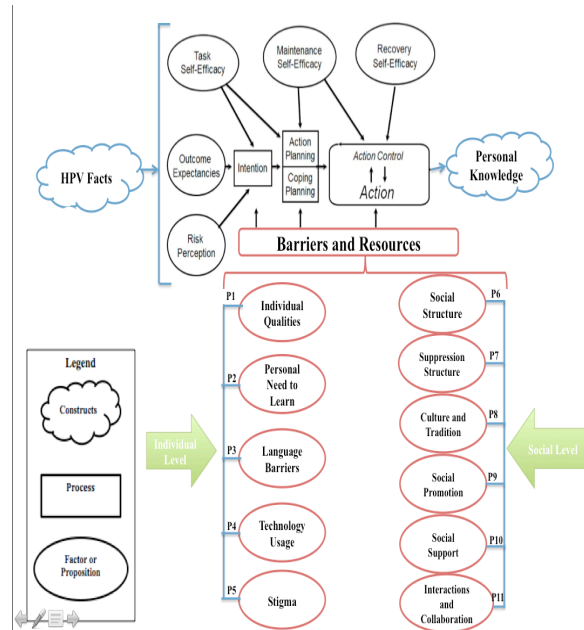 Task
Self-Efficacy
Maintenance
Self-Efficacy
Recovery
Self-Efficacy
HPV Facts
Outcome
Expectancies
Intention
Action
Planning
Coping
Planning
Action Control
Action
Personal
Knowledge
Risk
Perception
Barriers and Resources
P1
Individual
Qualities
P2
Personal
Need to
Learn
P3
Language
Barriers
P4
Technology
Usage
P5
Stigma
P6
Social
Structure
P7
Suppression
Structure
P8
Culture and
Tradition
P9
Social
Promotion
P10
Social
Support
P11
Interactions
and
Collaboration
Individual
Level
Social Level
Legend
Constructs
Process
Factor or
Proposition